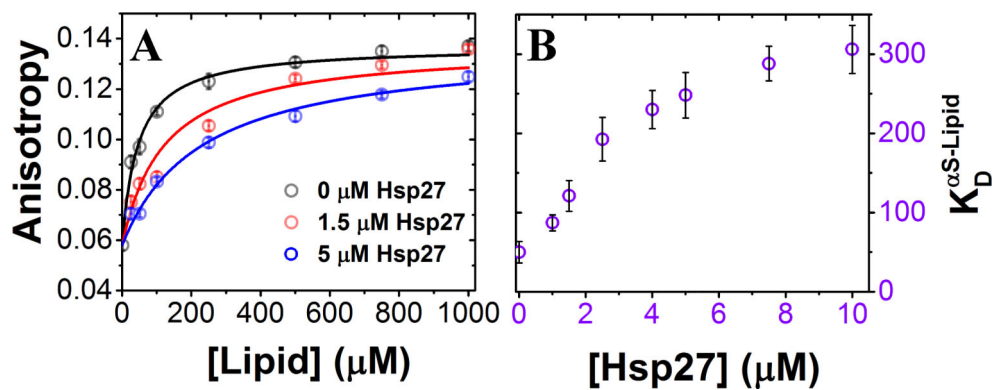 A
B
0.14
0.12
0.10
0.08
0.06
0.04
Anisotropy
0 μM Hsp27
1.5 μM Hsp27
5 μM Hsp27
0 200 400 600 800 1000
[Lipid] (μM)
300
200
100
0
K_D^αS-Lipid
0 2 4 6 8 10
[Hsp27] (μM)